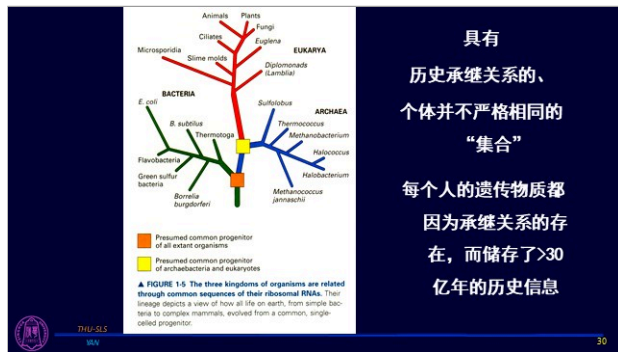 Animals
Plants
Fungi
Ciliates
Euglena
Microsporidia
EUKARYA
Slime molds
Diplomonads
(Lamblia)
BACTERIA
E. coli
Sulfolobus
ARCHAEA
B. subtilus
Thermococcus
Thermotoga
Methanobacterium
Halococcus
Flavobacteria
Halobacterium
Green sulfur
bacteria
Borrelia
burgdorferi
Methanococcus
jannaschii
Presumed common progenitor
of all extant organisms
Presumed common progenitor
of archaebacteria and eukaryotes
▲ FIGURE 1-5 The three kingdoms of organisms are related
through common sequences of their ribosomal RNAs. Their
lineage depicts a view of how all life on earth, from simple bac-
teria to complex mammals, evolved from a common, single-
celled progenitor.
具有
历史承继关系的、
个体并不严格相同的
“集合”
每个人的遗传物质都
因为承继关系的存
在，而储存了>30
亿年的历史信息
THU-SLS
YAN
30